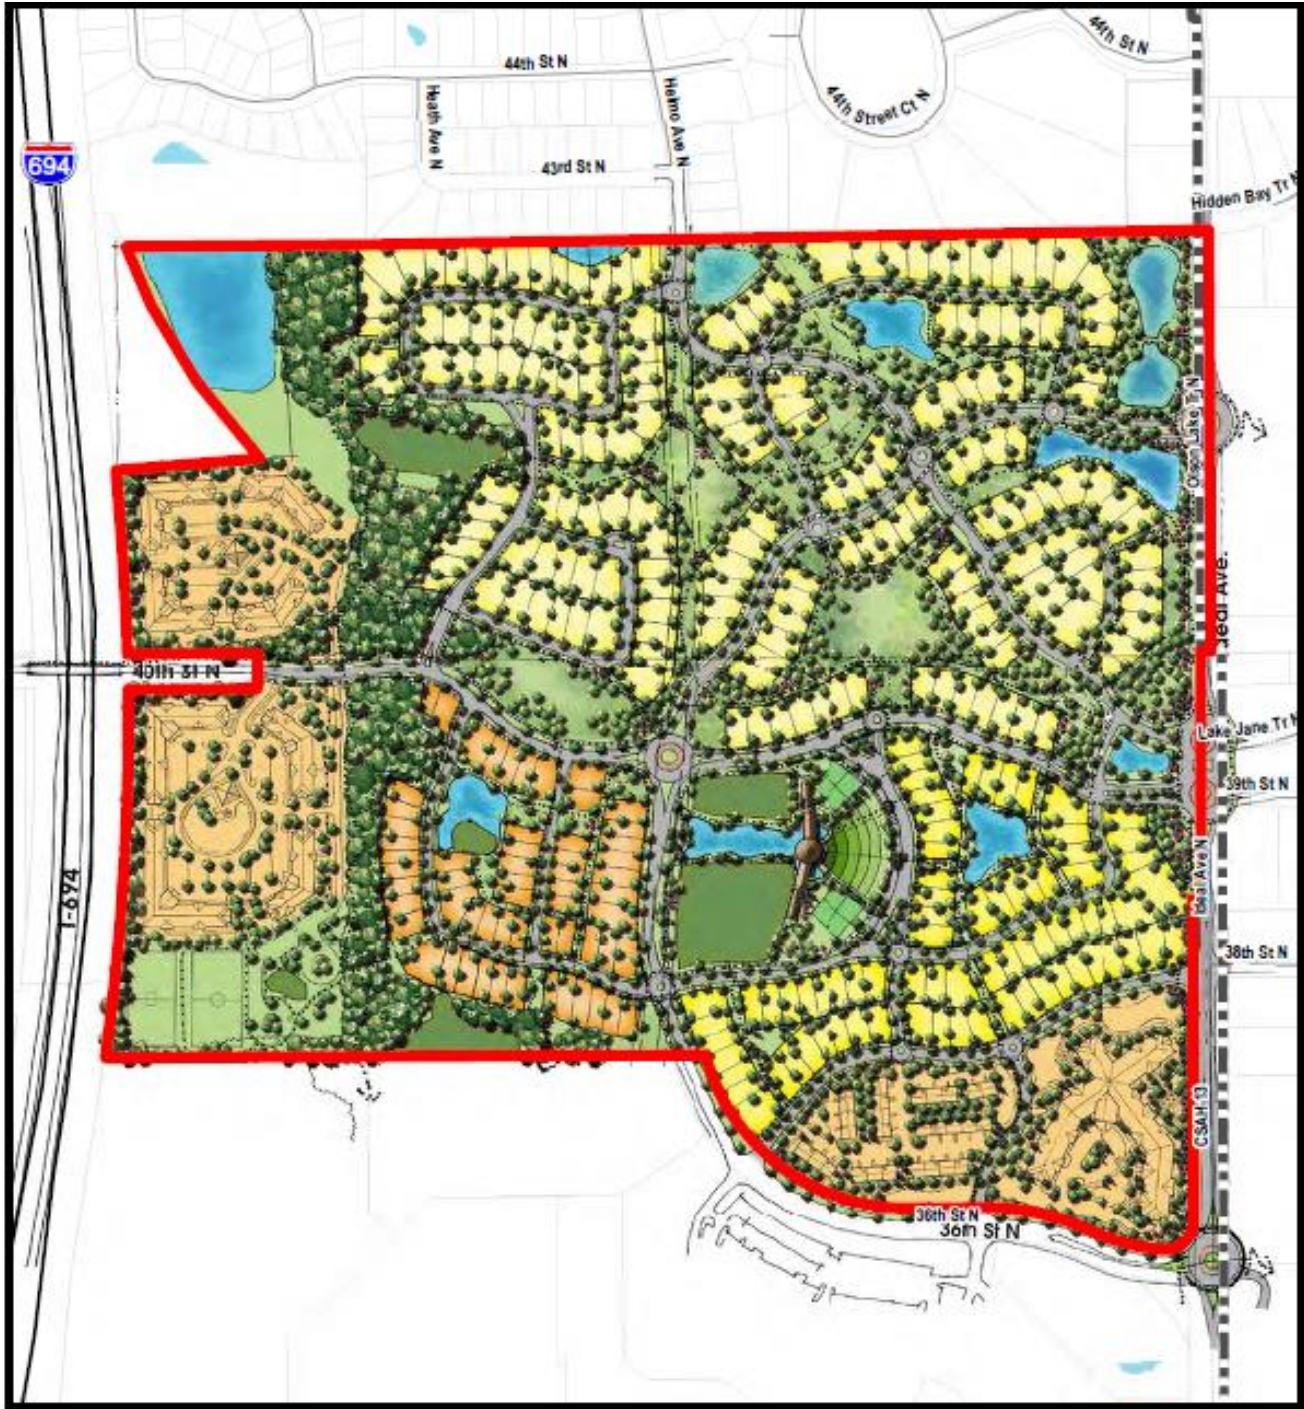 44th St N
44th St N
Heath Ave N
Helmo Ave N
44th Street Ct N
694
43rd St N
Hidden Bay Tr N
Olson Lake Tr N
Ideal Ave.
40th St N
Lake Jane Tr N
39th St N
Ideal Ave N
I-694
38th St N
CSAH 13
36th St N
36th St N